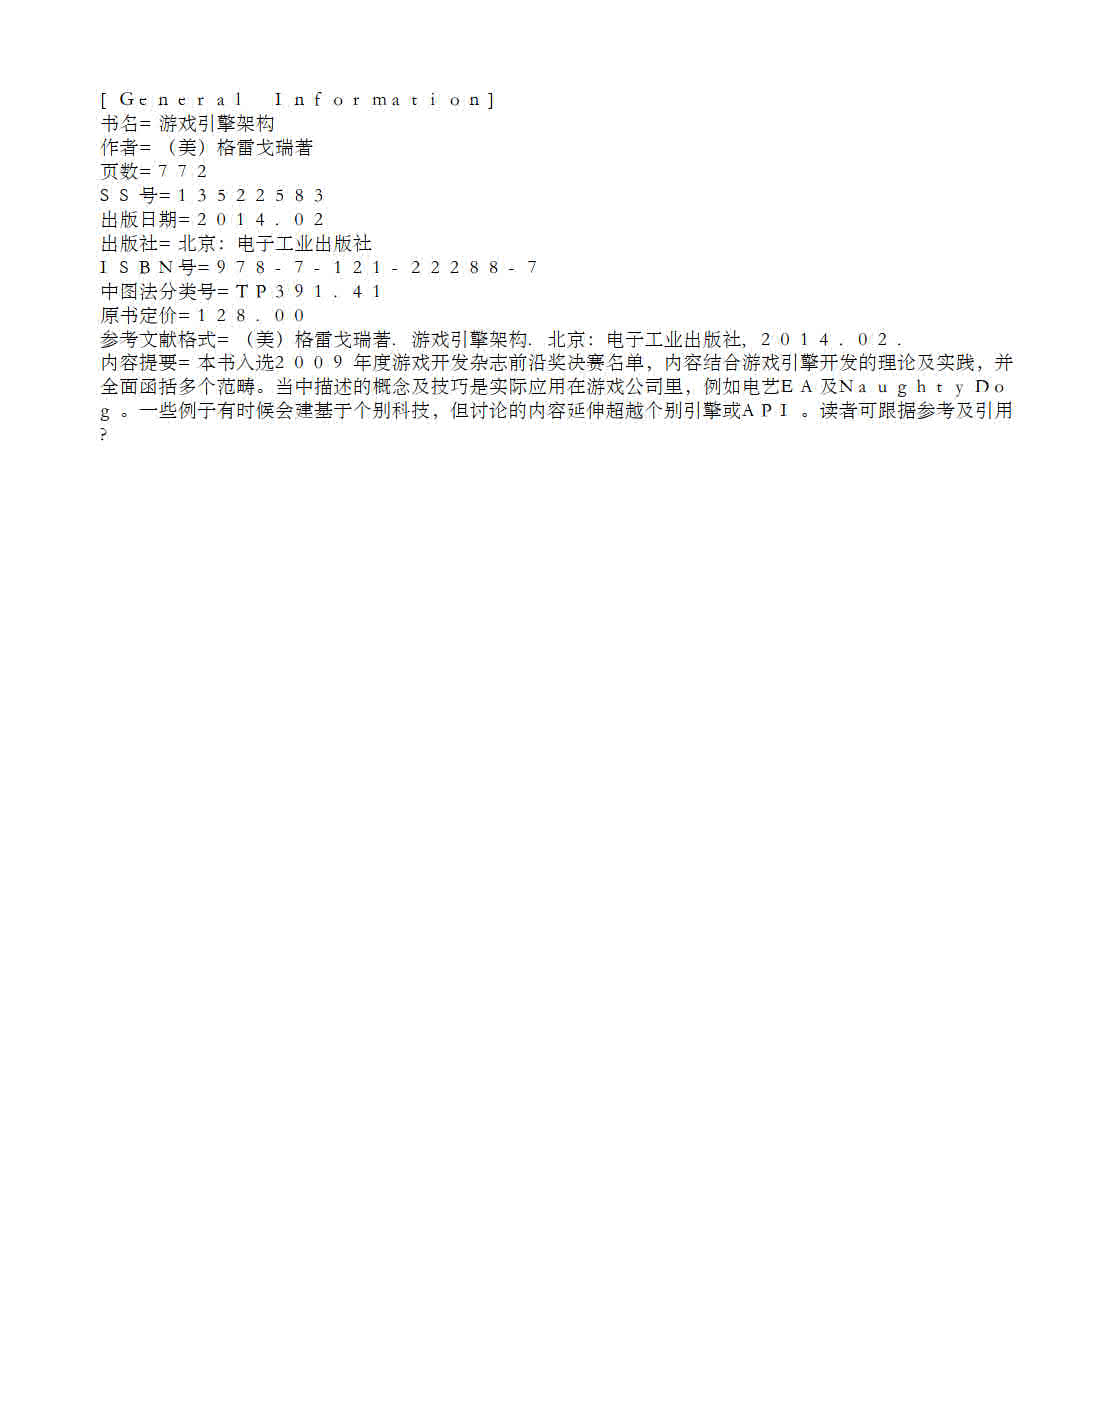 [General Information]
书名=游戏引擎架构
作者=（美）格雷戈瑞著
页数=772
SS号=13522583
出版日期=2014.02
出版社=北京：电子工业出版社
ISBN号=978-7-121-22288-7
中图法分类号=TP391.41
原书定价=128.00
参考文献格式=（美）格雷戈瑞著. 游戏引擎架构. 北京：电子工业出版社, 2014.02.
内容提要=本书入选2009年度游戏开发杂志前沿奖决赛名单，内容结合游戏引擎开发的理论及实践，并
全面函括多个范畴。当中描述的概念及技巧是实际应用在游戏公司里，例如电艺EA及NaughtyDo
g。一些例子有时候会建基于个别科技，但讨论的内容延伸超越个别引擎或API。读者可跟据参考及引用
?